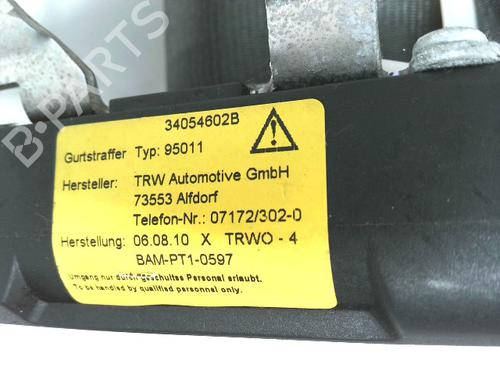 34054602B
Gurtstraffer Typ: 95011
Hersteller: TRW Automotive GmbH
73553 Alfdorf
Telefon-Nr.: 07172/302-0
Herstellung: 06.08.10 X TRWO - 4
BAM-PT1-0597
Umgang nur durch geschultes Personal erlaubt.
To be handled by qualified personnel only.
B-PARTS